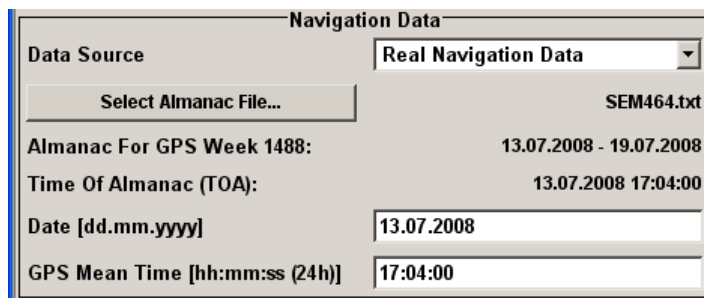 Navigation Data
Data Source Real Navigation Data
Select Almanac File... SEM464.txt
Almanac For GPS Week 1488: 13.07.2008 - 19.07.2008
Time Of Almanac (TOA): 13.07.2008 17:04:00
Date [dd.mm.yyyy] 13.07.2008
GPS Mean Time [hh:mm:ss (24h)] 17:04:00